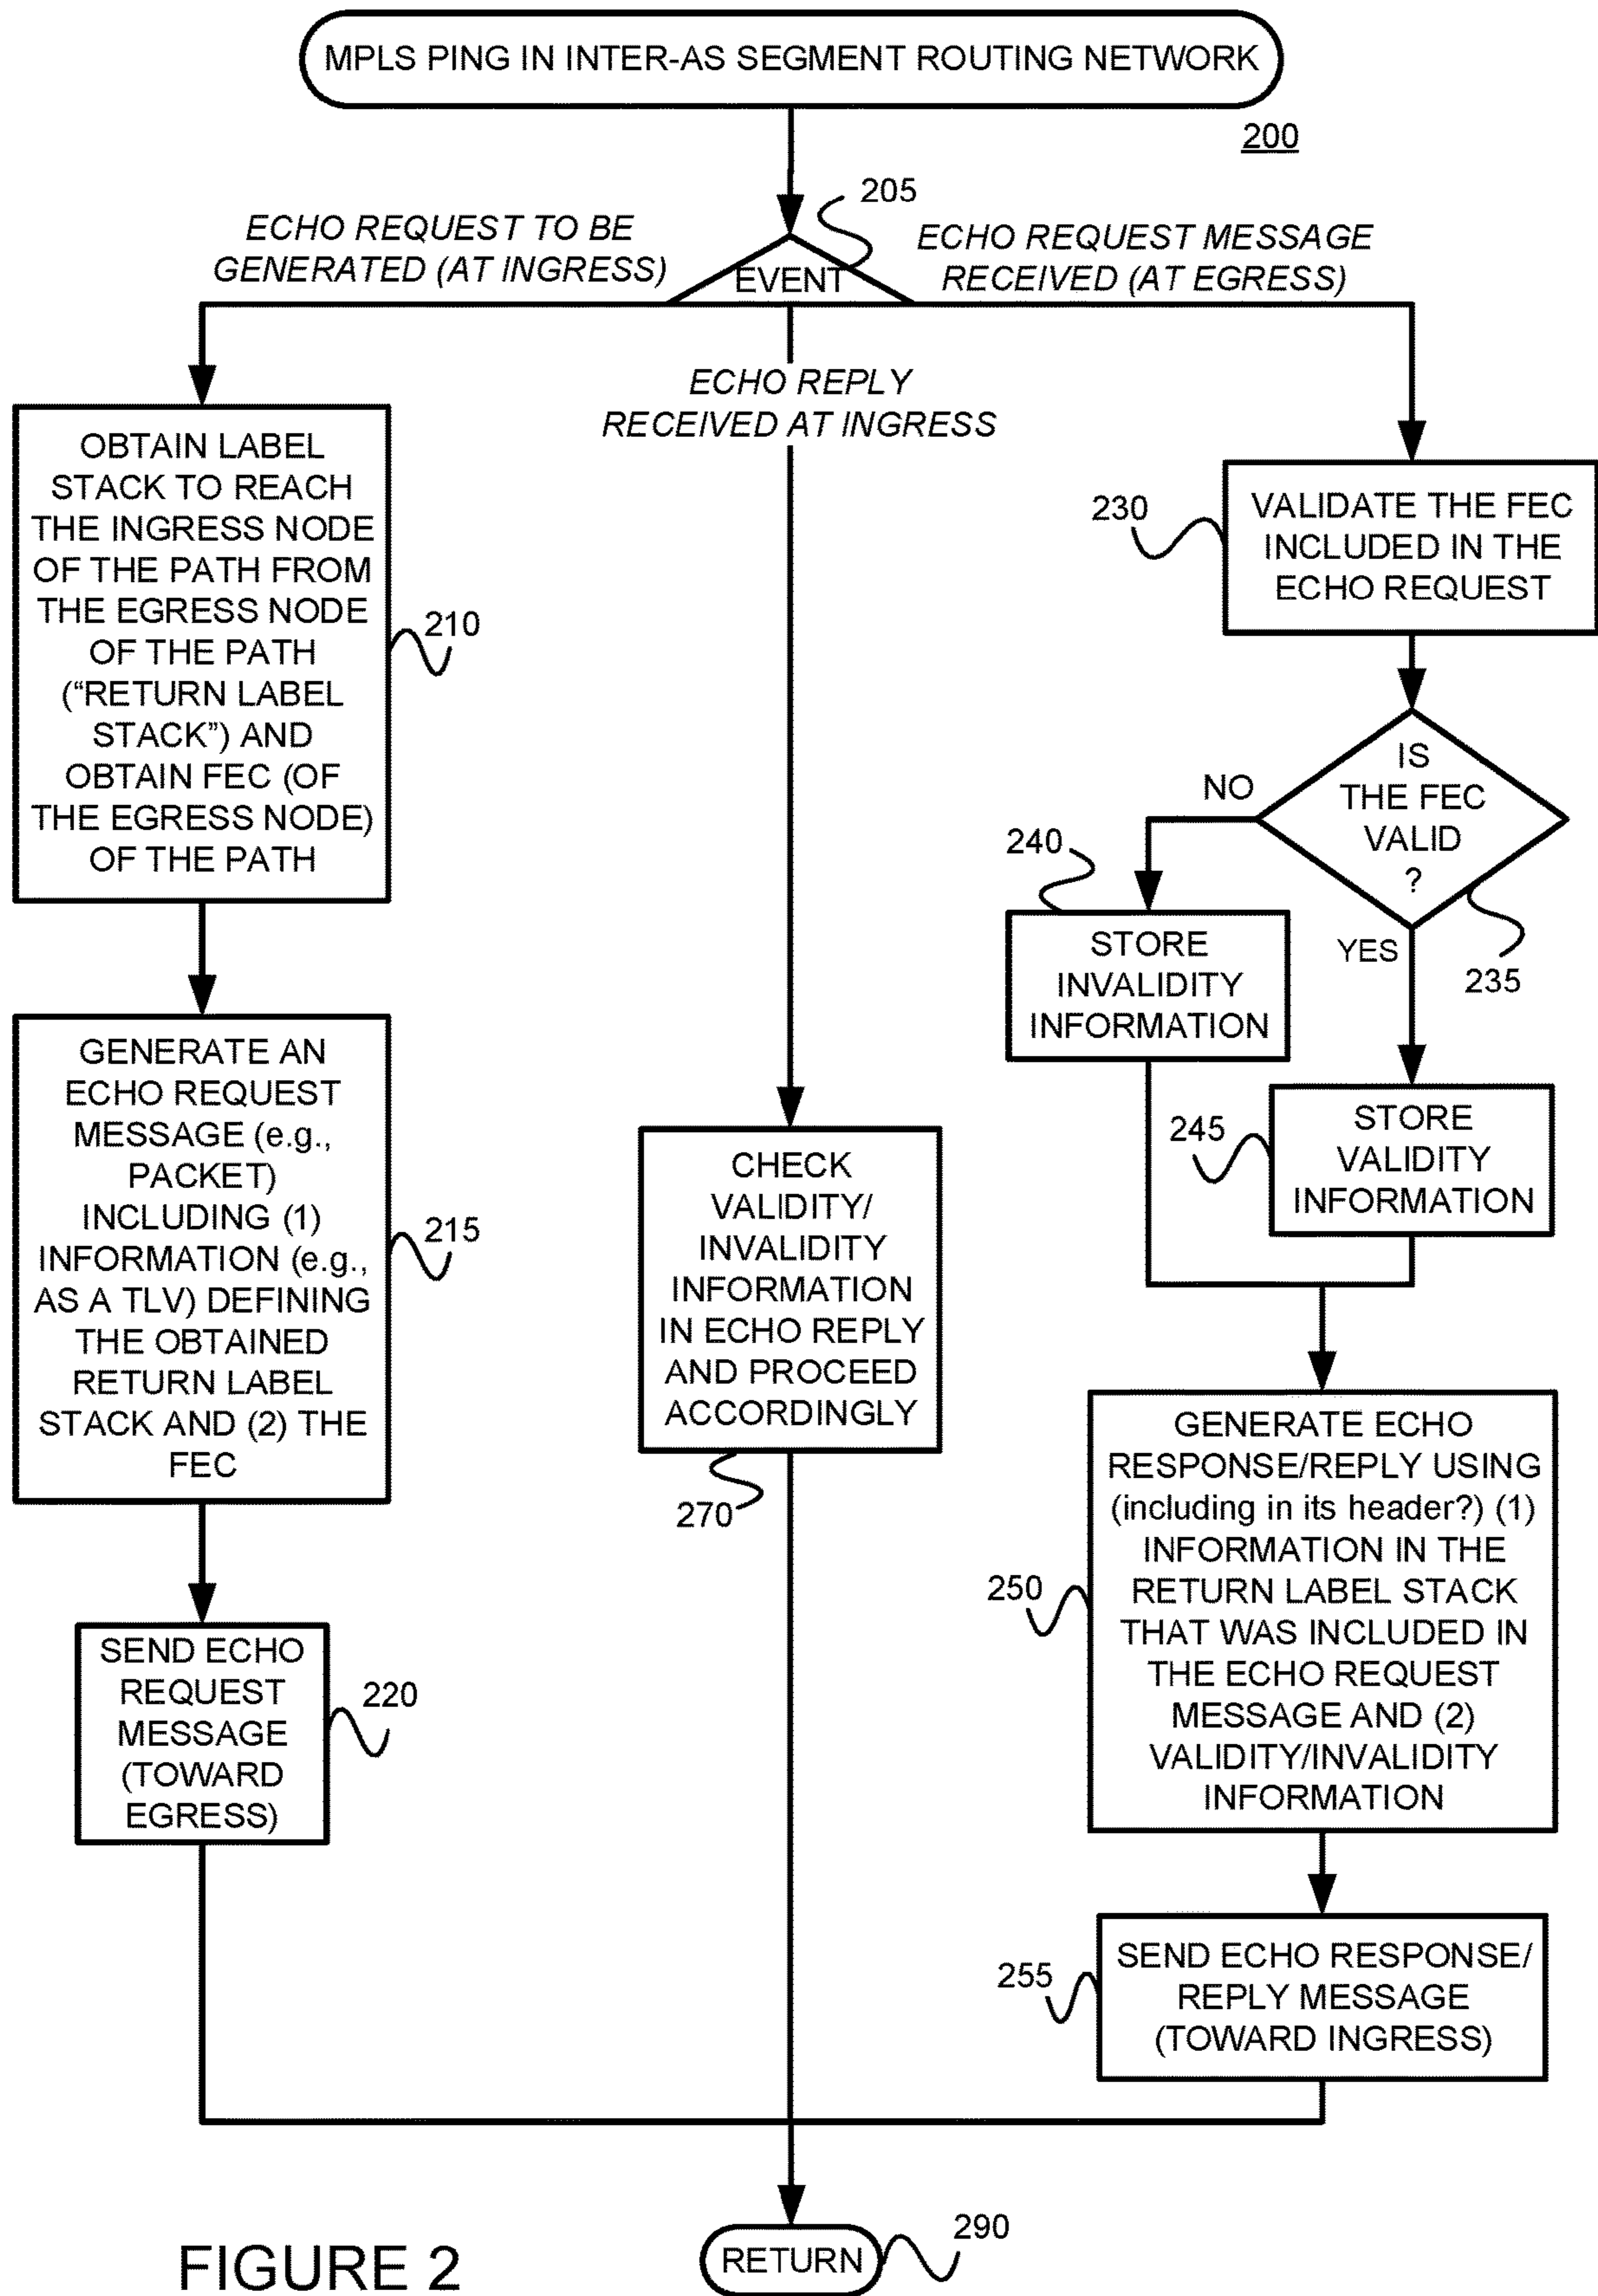 MPLS PING IN INTER-AS SEGMENT ROUTING NETWORK
200
205
EVENT
ECHO REQUEST TO BE
GENERATED (AT INGRESS)
ECHO REQUEST MESSAGE
RECEIVED (AT EGRESS)
ECHO REPLY
RECEIVED AT INGRESS
OBTAIN LABEL
STACK TO REACH
THE INGRESS NODE
OF THE PATH FROM
THE EGRESS NODE
OF THE PATH
(“RETURN LABEL
STACK”) AND
OBTAIN FEC (OF
THE EGRESS NODE)
OF THE PATH
210
GENERATE AN
ECHO REQUEST
MESSAGE (e.g.,
PACKET)
INCLUDING (1)
INFORMATION (e.g.,
AS A TLV) DEFINING
THE OBTAINED
RETURN LABEL
STACK AND (2) THE
FEC
215
SEND ECHO
REQUEST
MESSAGE
(TOWARD
EGRESS)
220
CHECK
VALIDITY/
INVALIDITY
INFORMATION
IN ECHO REPLY
AND PROCEED
ACCORDINGLY
270
230
VALIDATE THE FEC
INCLUDED IN THE
ECHO REQUEST
IS
THE FEC
VALID
?
235
NO
YES
240
STORE
INVALIDITY
INFORMATION
245
STORE
VALIDITY
INFORMATION
250
GENERATE ECHO
RESPONSE/REPLY USING
(including in its header?) (1)
INFORMATION IN THE
RETURN LABEL STACK
THAT WAS INCLUDED IN
THE ECHO REQUEST
MESSAGE AND (2)
VALIDITY/INVALIDITY
INFORMATION
255
SEND ECHO RESPONSE/
REPLY MESSAGE
(TOWARD INGRESS)
RETURN
290
FIGURE 2